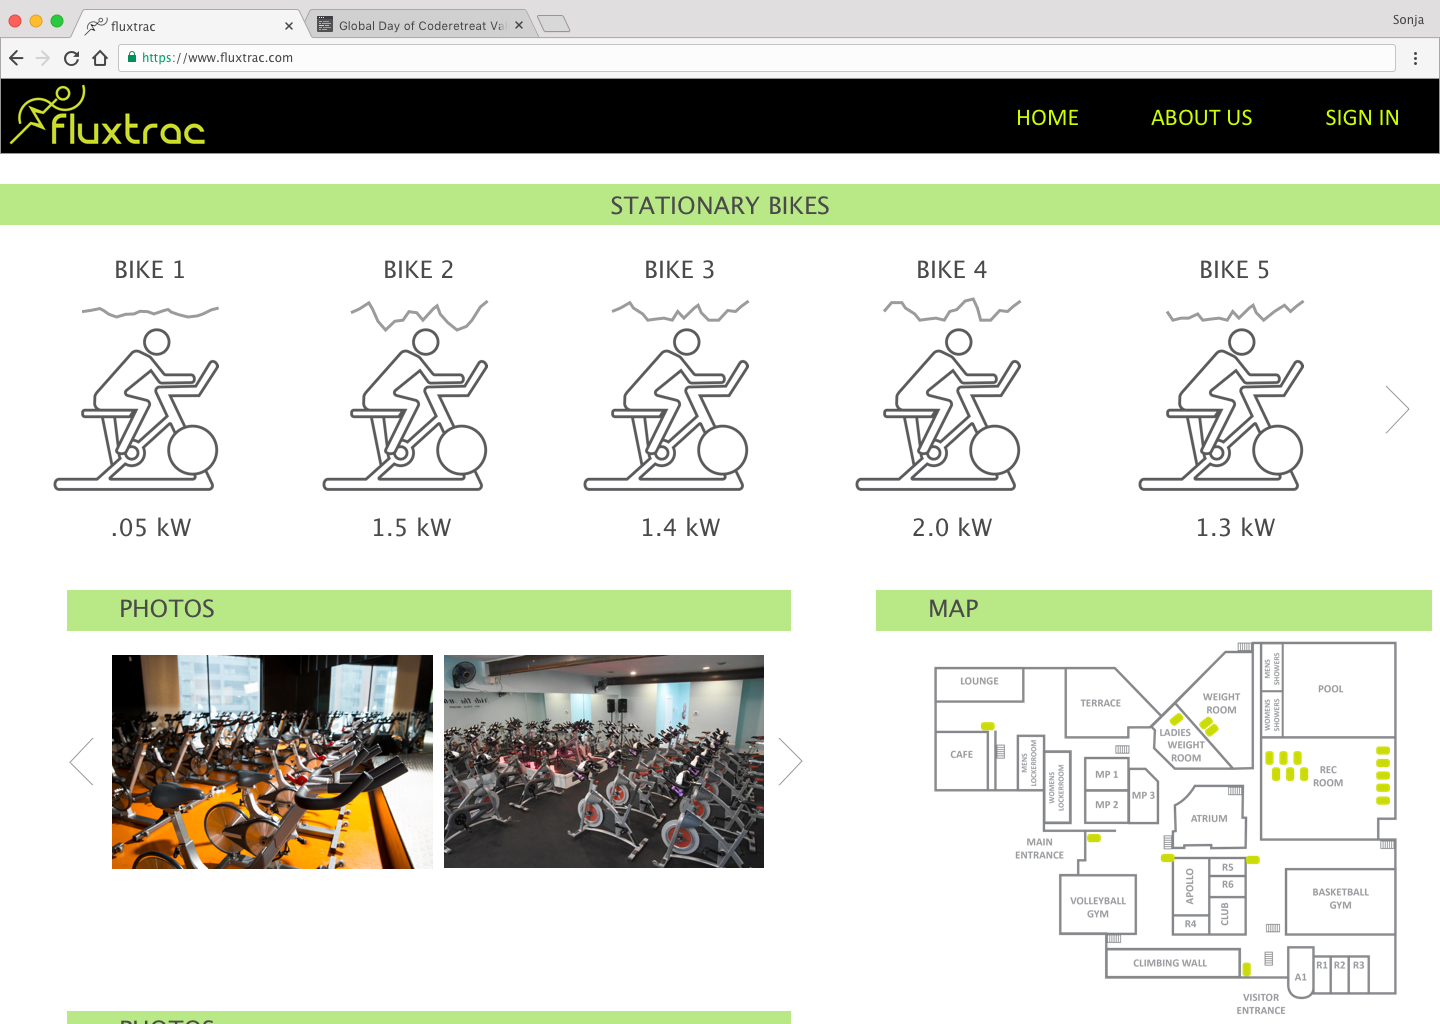 fluxtrac
Global Day of Coderetreat Val
Sonja
https://www.fluxtrac.com
fluxtrac
HOME
ABOUT US
SIGN IN
STATIONARY BIKES
BIKE 1
BIKE 2
BIKE 3
BIKE 4
BIKE 5
.05 kW
1.5 kW
1.4 kW
2.0 kW
1.3 kW
PHOTOS
MAP
LOUNGE
TERRACE
WEIGHT
ROOM
MENS
SHOWERS
WOMENS
SHOWERS
POOL
LADIES
WEIGHT
ROOM
CAFE
MENS
LOCKERROOM
WOMENS
LOCKERROOM
MP 1
MP 2
MP 3
REC
ROOM
ATRIUM
MAIN
ENTRANCE
VOLLEYBALL
GYM
APOLLO
R5
R6
CLUB
R4
BASKETBALL
GYM
CLIMBING WALL
A1
R1
R2
R3
VISITOR
ENTRANCE
PHOTOS